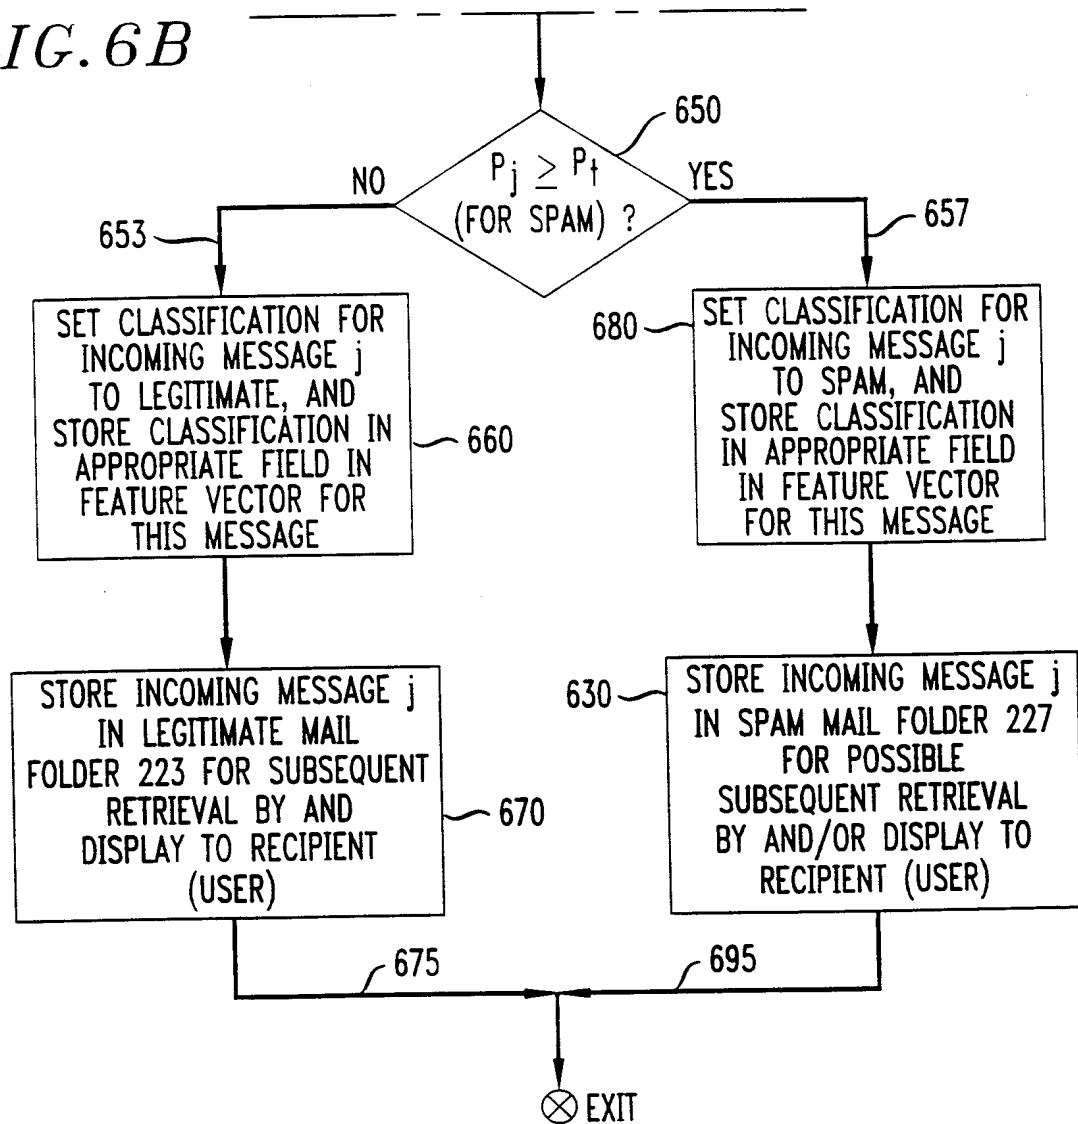 IG. 6B
650
P j ≥ P t
(FOR SPAM) ?
NO
YES
653
657
SET CLASSIFICATION FOR
INCOMING MESSAGE j
TO LEGITIMATE, AND
STORE CLASSIFICATION IN
APPROPRIATE FIELD IN
FEATURE VECTOR FOR
THIS MESSAGE
660
680
SET CLASSIFICATION FOR
INCOMING MESSAGE j
TO SPAM, AND
STORE CLASSIFICATION
IN APPROPRIATE FIELD
IN FEATURE VECTOR
FOR THIS MESSAGE
STORE INCOMING MESSAGE j
IN LEGITIMATE MAIL
FOLDER 223 FOR SUBSEQUENT
RETRIEVAL BY AND
DISPLAY TO RECIPIENT
(USER)
670
630
STORE INCOMING MESSAGE j
IN SPAM MAIL FOLDER 227
FOR POSSIBLE
SUBSEQUENT RETRIEVAL
BY AND/OR DISPLAY TO
RECIPIENT (USER)
675
695
EXIT